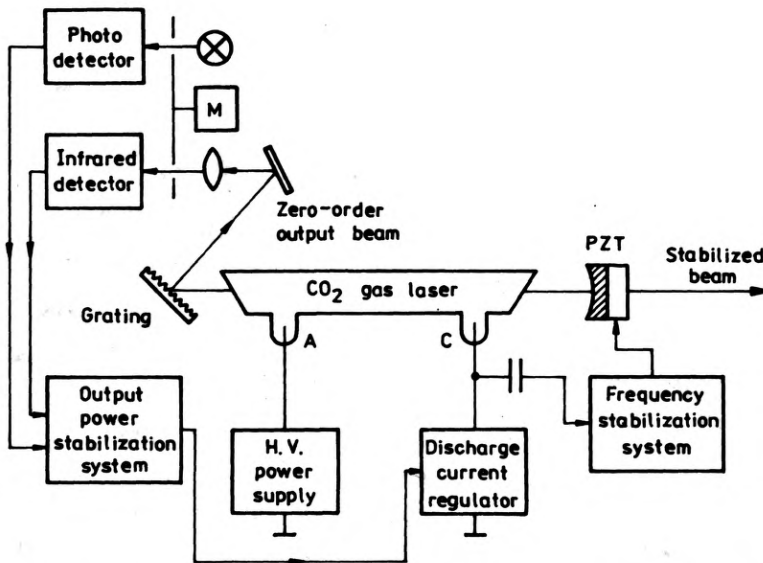 Photo
detector
M
Infrared
detector
Zero-order
output beam
Grating
CO2 gas laser
PZT
Stabilized
beam
A
C
Output
power
stabilization
system
H. V.
power
supply
Discharge
current
regulator
Frequency
stabilization
system